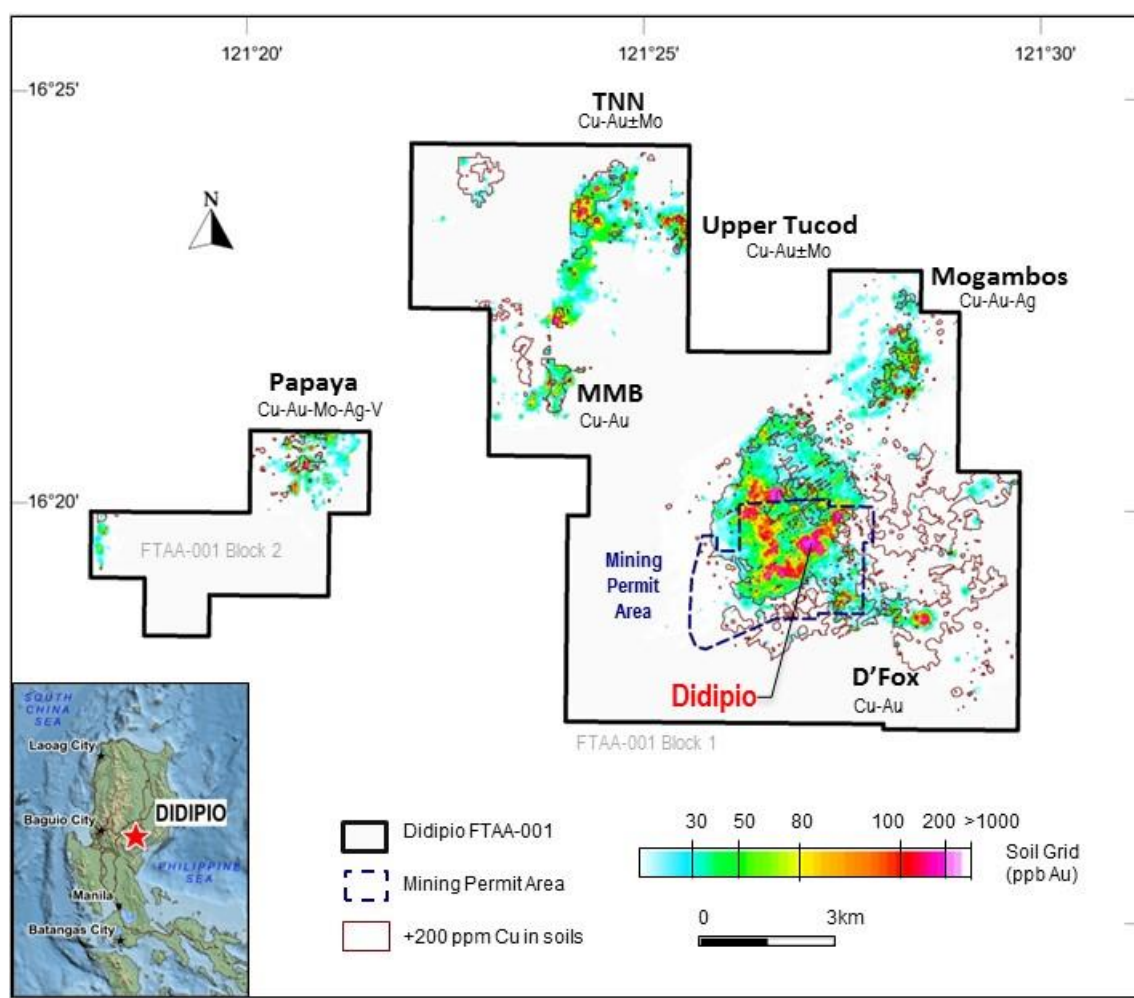 121°20'
121°25'
121°30'
16°25'
TNN
Cu-Au±Mo
N
Upper Tucod
Cu-Au±Mo
Mogambos
Cu-Au-Ag
Papaya
Cu-Au-Mo-Ag-V
MMB
Cu-Au
16°20'
FTAA-001 Block 2
Mining
Permit
Area
Didipio
D'Fox
Cu-Au
FTAA-001 Block 1
SOUTH
CHINA
SEA
Laoag City
DIDIPIO
Baguio City
PHILIPPINE
SEA
Manila
Batangas City
Didipio FTAA-001
Mining Permit Area
+200 ppm Cu in soils
30 50 80 100 200 >1000
Soil Grid
(ppb Au)
0 3km